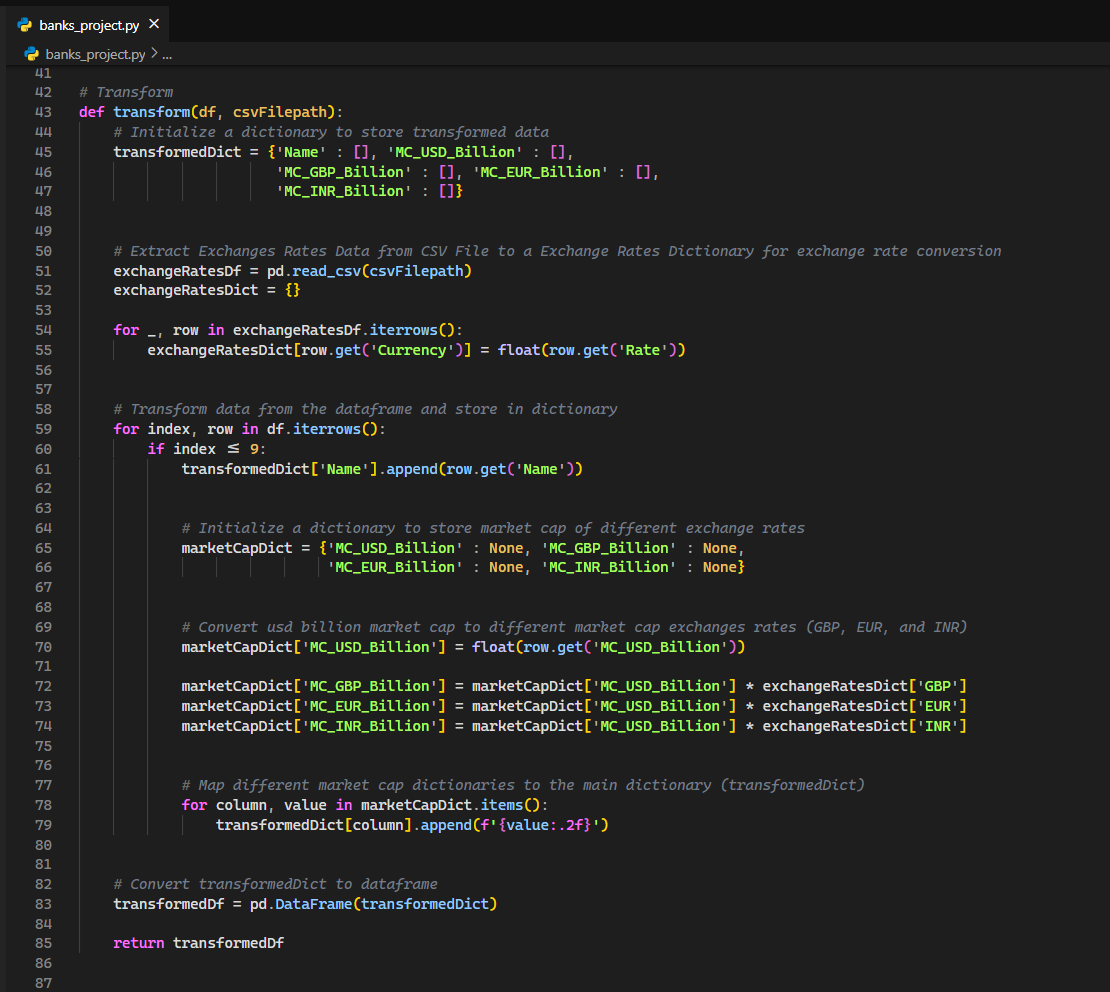 banks_project.py ×
banks_project.py > ...
41
42 # Transform
43 def transform(df, csvFilepath):
44     # Initialize a dictionary to store transformed data
45     transformedDict = {'Name' : [], 'MC_USD_Billion' : [],
46                        'MC_GBP_Billion' : [], 'MC_EUR_Billion' : [],
47                        'MC_INR_Billion' : []}
48
49
50     # Extract Exchanges Rates Data from CSV File to a Exchange Rates Dictionary for exchange rate conversion
51     exchangeRatesDf = pd.read_csv(csvFilepath)
52     exchangeRatesDict = {}
53
54     for _, row in exchangeRatesDf.iterrows():
55         exchangeRatesDict[row.get('Currency')] = float(row.get('Rate'))
56
57
58     # Transform data from the dataframe and store in dictionary
59     for index, row in df.iterrows():
60         if index ≤ 9:
61             transformedDict['Name'].append(row.get('Name'))
62
63
64             # Initialize a dictionary to store market cap of different exchange rates
65             marketCapDict = {'MC_USD_Billion' : None, 'MC_GBP_Billion' : None,
66                              'MC_EUR_Billion' : None, 'MC_INR_Billion' : None}
67
68
69             # Convert usd billion market cap to different market cap exchanges rates (GBP, EUR, and INR)
70             marketCapDict['MC_USD_Billion'] = float(row.get('MC_USD_Billion'))
71
72             marketCapDict['MC_GBP_Billion'] = marketCapDict['MC_USD_Billion'] * exchangeRatesDict['GBP']
73             marketCapDict['MC_EUR_Billion'] = marketCapDict['MC_USD_Billion'] * exchangeRatesDict['EUR']
74             marketCapDict['MC_INR_Billion'] = marketCapDict['MC_USD_Billion'] * exchangeRatesDict['INR']
75
76
77             # Map different market cap dictionaries to the main dictionary (transformedDict)
78             for column, value in marketCapDict.items():
79                 transformedDict[column].append(f'{value:.2f}')
80
81
82     # Convert transformedDict to dataframe
83     transformedDf = pd.DataFrame(transformedDict)
84
85     return transformedDf
86
87